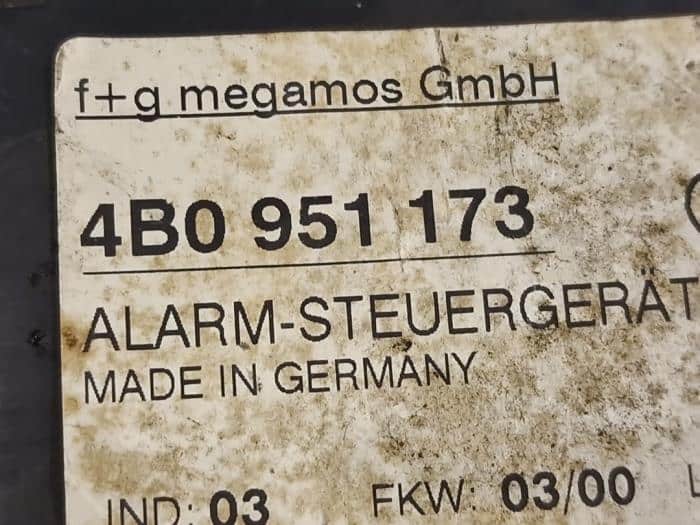 f+g megamos GmbH
4B0 951 173
ALARM-STEUERGERÄT
MADE IN GERMANY
IND: 03 FKW: 03/00